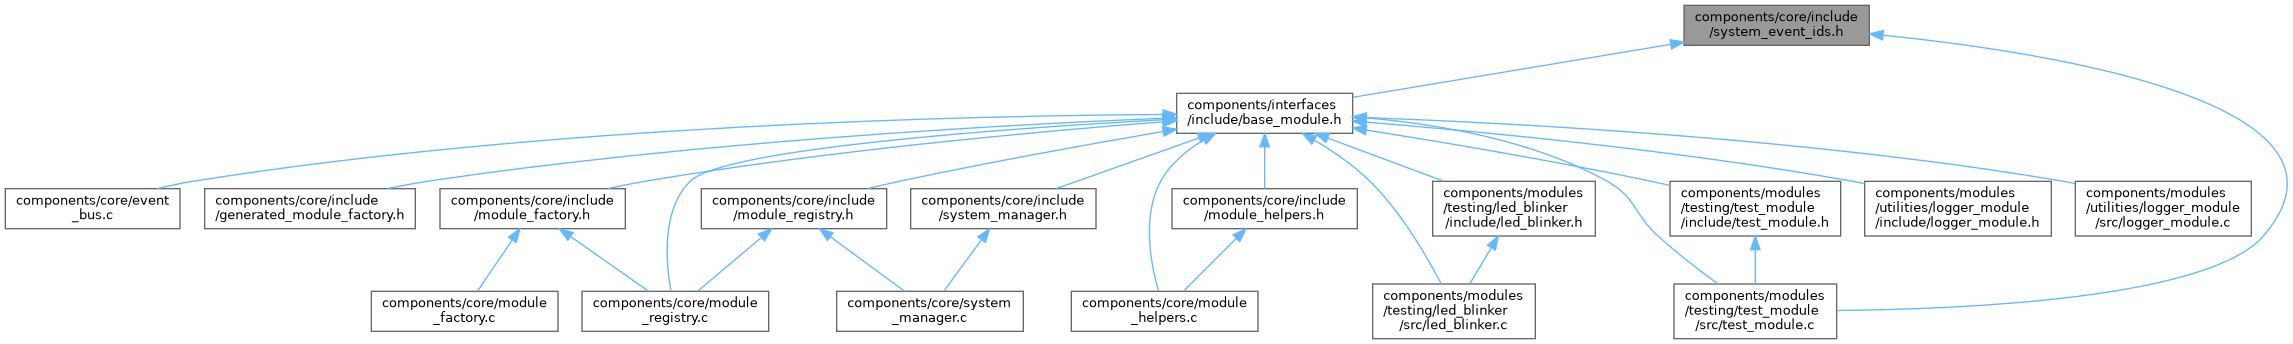 components/core/include
/system_event_ids.h
components/interfaces
/include/base_module.h
components/core/event
_bus.c
components/core/include
/generated_module_factory.h
components/core/include
/module_factory.h
components/core/include
/module_registry.h
components/core/include
/system_manager.h
components/core/include
/module_helpers.h
components/modules
/testing/led_blinker
/include/led_blinker.h
components/modules
/testing/test_module
/include/test_module.h
components/modules
/utilities/logger_module
/include/logger_module.h
components/modules
/utilities/logger_module
/src/logger_module.c
components/core/module
_factory.c
components/core/module
_registry.c
components/core/system
_manager.c
components/core/module
_helpers.c
components/modules
/testing/led_blinker
/src/led_blinker.c
components/modules
/testing/test_module
/src/test_module.c